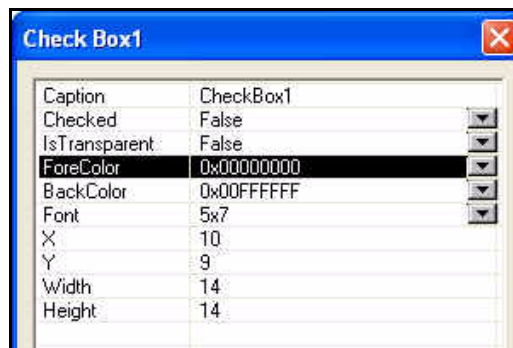 Check Box1
Caption CheckBox1
Checked False
IsTransparent False
ForeColor 0x00000000
BackColor 0x00FFFFFF
Font 5x7
X 10
Y 9
Width 14
Height 14